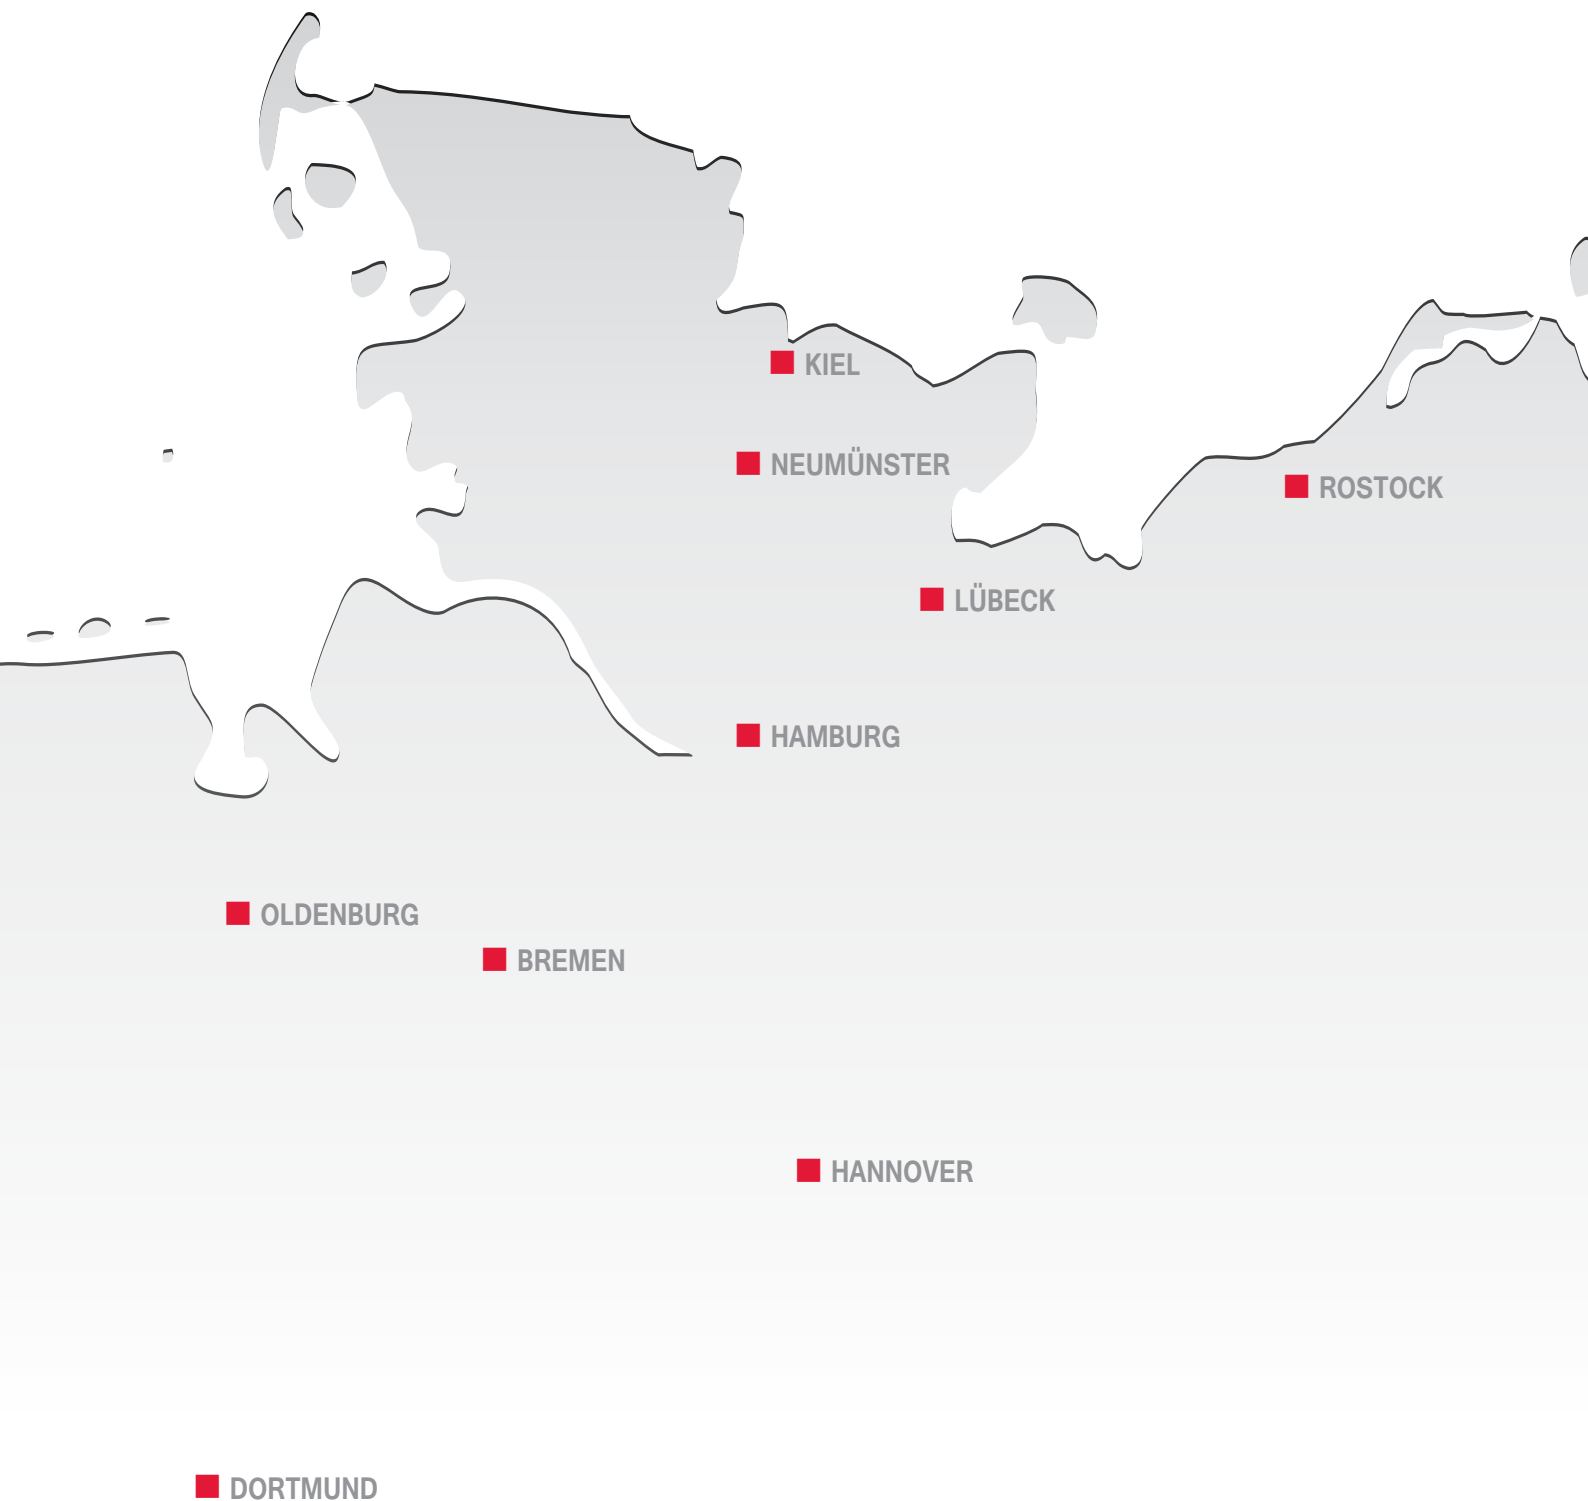 KIEL
NEUMÜNSTER
ROSTOCK
LÜBECK
HAMBURG
OLDENBURG
BREMEN
HANNOVER
DORTMUND